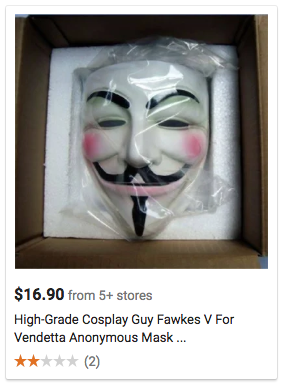 $16.90 from 5+ stores
High-Grade Cosplay Guy Fawkes V For
Vendetta Anonymous Mask ...
(2)